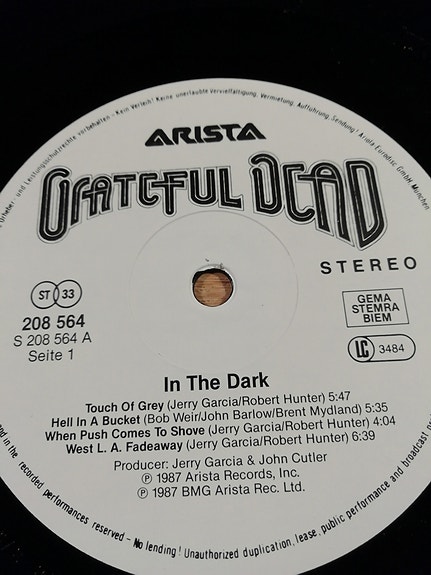 Urheber- und Leistungsschutzrechte vorbehalten - Kein Verleih! Keine unerlaubte Vervielfältigung, Vermietung, Aufführung, Sendung! Ariola-Eurodisc GmbH München
ARISTA
GRATEFUL DEAD
STEREO
ST 33
208 564
S 208 564 A
Seite 1
GEMA
STEMRA
BIEM
LC 3484
In The Dark
Touch Of Grey (Jerry Garcia/Robert Hunter) 5:47
Hell In A Bucket (Bob Weir/John Barlow/Brent Mydland) 5:35
When Push Comes To Shove (Jerry Garcia/Robert Hunter) 4:04
West L. A. Fadeaway (Jerry Garcia/Robert Hunter) 6:39
Producer: Jerry Garcia & John Cutler
℗ 1987 Arista Records, Inc.
℗ 1987 BMG Arista Rec. Ltd.
and in the recorded performances reserved - No lending! Unauthorized duplication, lease, public performance and broadcast